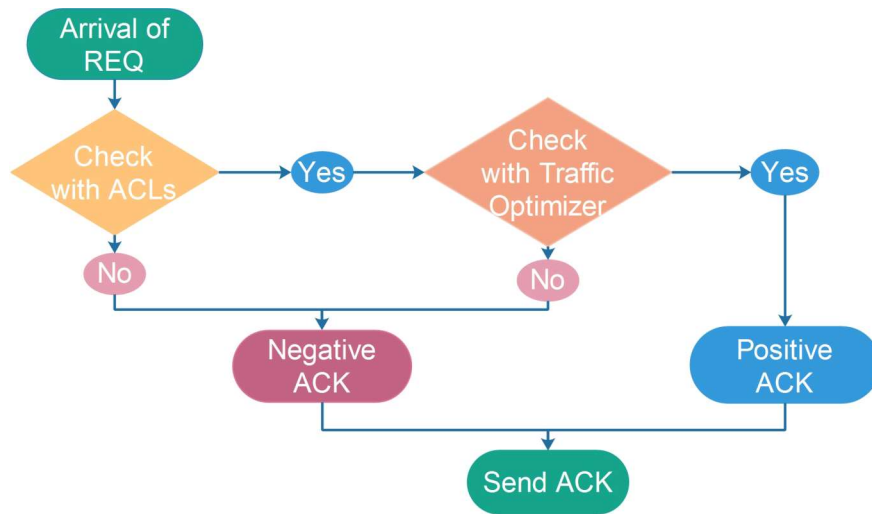 Arrival of
REQ
Check
with ACLs
Yes
Check
with Traffic
Optimizer
Yes
No
No
Negative
ACK
Positive
ACK
Send ACK